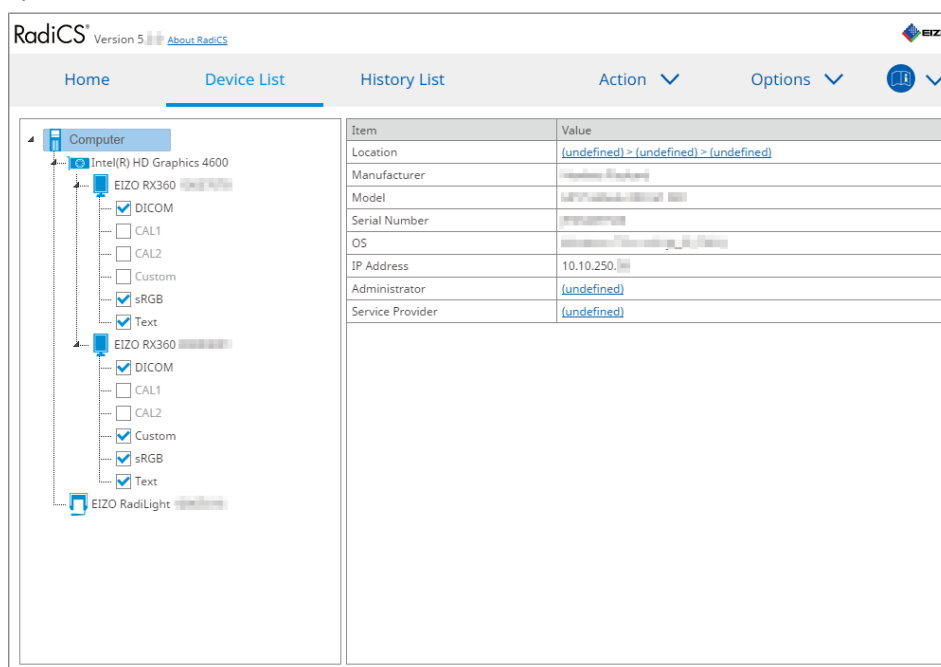 RadiCS® Version 5. About RadiCS EIZ
Home Device List History List Action Options
Computer
Intel(R) HD Graphics 4600
EIZO RX360
DICOM
CAL1
CAL2
Custom
sRGB
Text
EIZO RX360
DICOM
CAL1
CAL2
Custom
sRGB
Text
EIZO RadiLight
Item Value
Location (undefined) > (undefined) > (undefined)
Manufacturer
Model
Serial Number
OS
IP Address 10.10.250.
Administrator (undefined)
Service Provider (undefined)